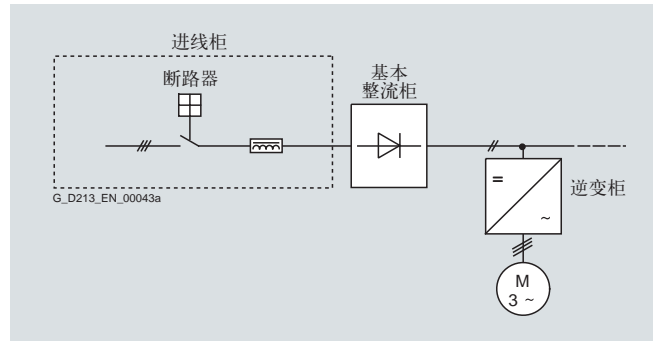 进线柜
断路器
基本
整流柜
G_D213_EN_00043a
=
~
逆变柜
M
3 ~